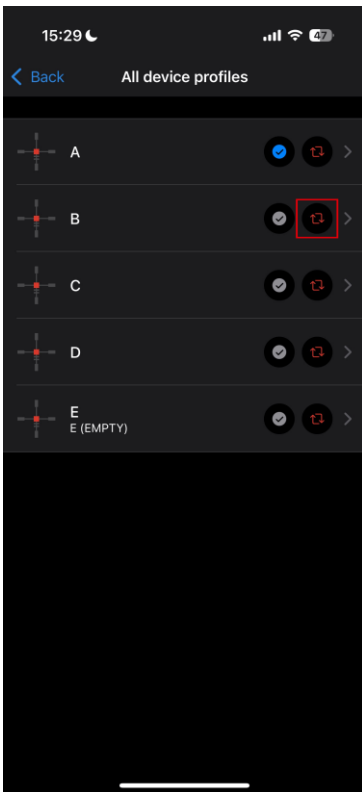 15:29
47
Back
All device profiles
A
B
C
D
E
E (EMPTY)